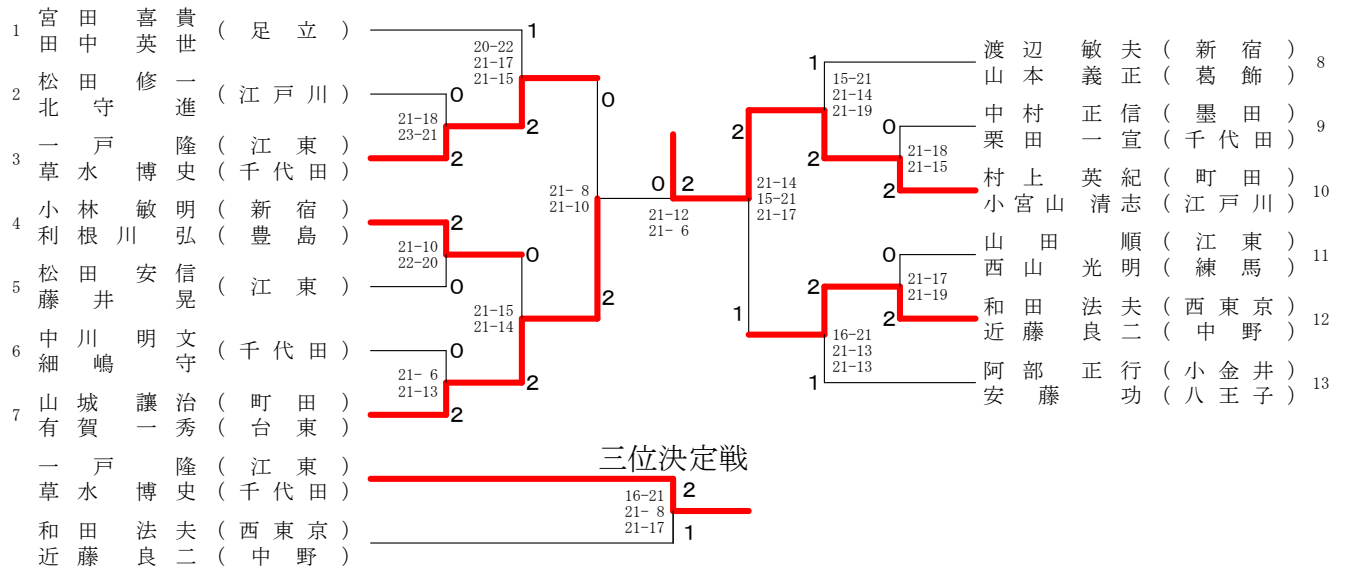 1 宮田 喜貴 (足立) 1
田中 英世
20-22
21-17
21-15
2 松田 修一 (江戸川) 0
北守 進
21-18
23-21
2
3 一戸 隆 (江東) 2
草水 博史 (千代田)
0
21- 8
21-10
4 小林 敏明 (新宿) 2
利根川 弘 (豊島)
21-10
22-20
0
5 松田 安信 (江東) 0
藤井 晃
21-15
21-14
2
6 中川 明文 (千代田) 0
細嶋 守
21- 6
21-13
2
7 山城 譲治 (町田) 2
有賀 一秀 (台東)
0 2
21-12
21- 6
1 渡辺 敏夫 (新宿) 8
山本 義正 (葛飾)
15-21
21-14
21-19
0 中村 正信 (墨田) 9
栗田 一宣 (千代田)
2
2
21-18
21-15
2 村上 英紀 (町田) 10
小宮山 清志 (江戸川)
21-14
15-21
21-17
0 山田 順 (江東) 11
西山 光明 (練馬)
2
21-17
21-19
1
2 和田 法夫 (西東京) 12
近藤 良二 (中野)
16-21
21-13
21-13
1 阿部 正行 (小金井) 13
安藤 功 (八王子)
三位決定戦
一戸 隆 (江東)
草水 博史 (千代田)
2
16-21
21- 8
21-17
1
和田 法夫 (西東京)
近藤 良二 (中野)